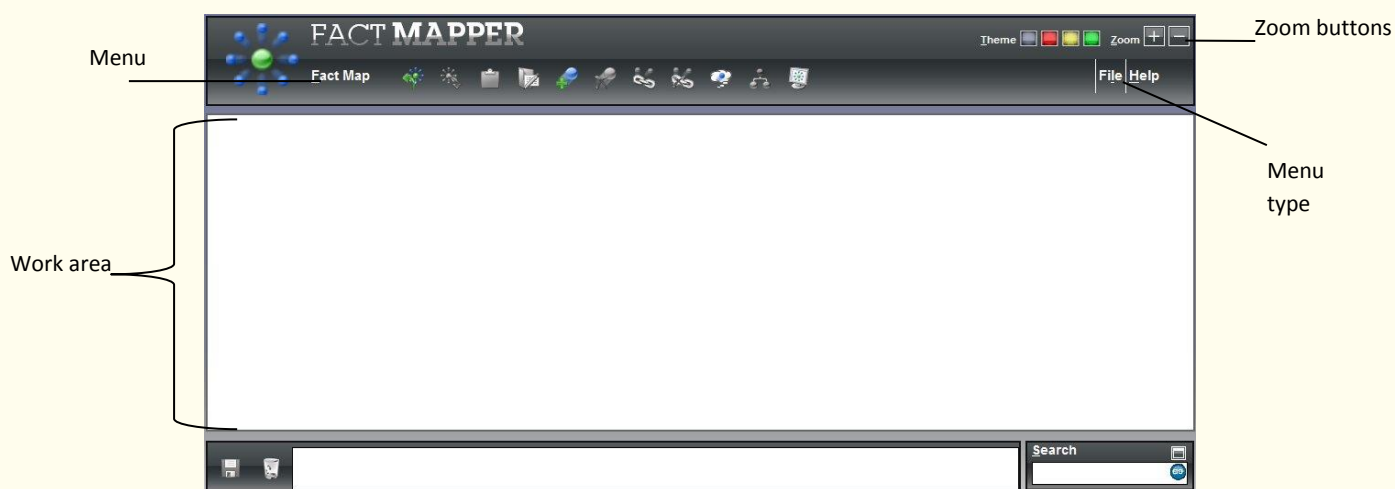 FACT MAPPER
Theme
Zoom + −
Zoom buttons
Menu
Fact Map
File Help
Menu
type
Work area
Search